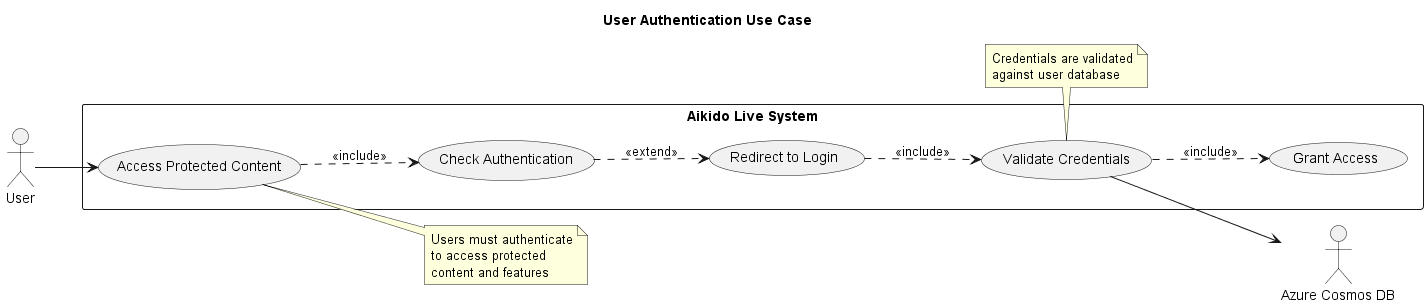 User Authentication Use Case
Credentials are validated
against user database
Aikido Live System
User
Access Protected Content
«include»
Check Authentication
«extend»
Redirect to Login
«include»
Validate Credentials
«include»
Grant Access
Users must authenticate
to access protected
content and features
Azure Cosmos DB